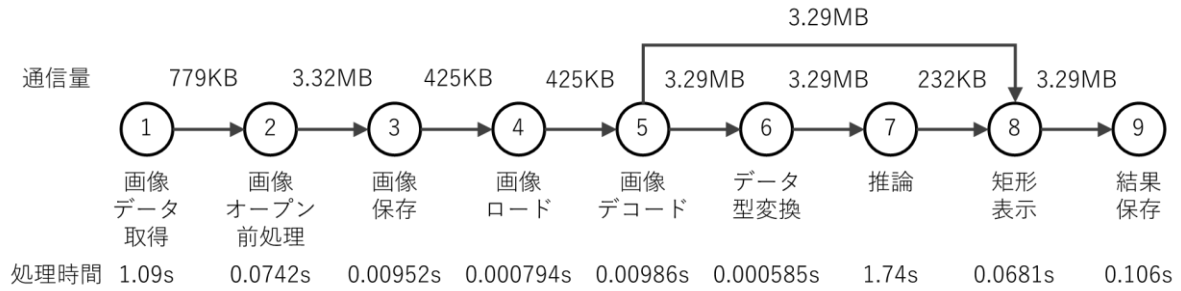 3.29MB
通信量 779KB 3.32MB 425KB 425KB 3.29MB 3.29MB 232KB 3.29MB
1 2 3 4 5 6 7 8 9
画像 画像 画像 画像 画像 データ 推論 矩形 結果
データ オープン 保存 ロード デコード 型変換 表示 保存
取得 前処理
処理時間 1.09s 0.0742s 0.00952s 0.000794s 0.00986s 0.000585s 1.74s 0.0681s 0.106s